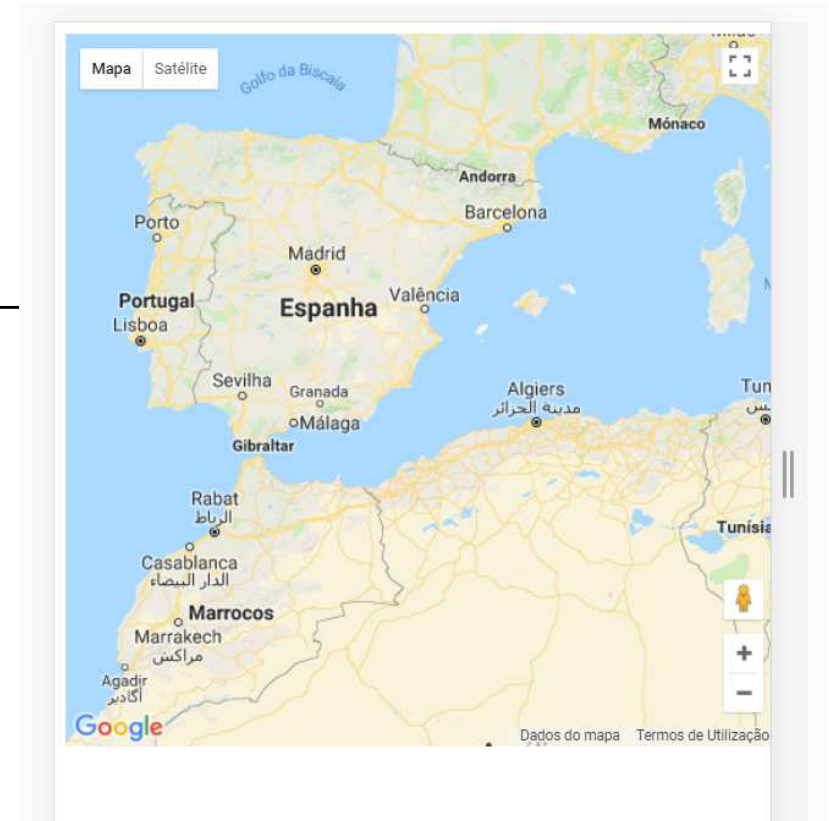 Mapa
Satélite
Golfo da Biscaia
Mónaco
Andorra
Barcelona
Porto
Madrid
Valência
Portugal
Espanha
Lisboa
Sevilha
Granada
Algiers
مدينة الجزائر
Málaga
Gibraltar
Rabat
الرباط
Tunísia
Casablanca
الدار البيضاء
Marrocos
Marrakech
مراكش
Agadir
أكادير
Google
Dados do mapa
Termos de Utilização